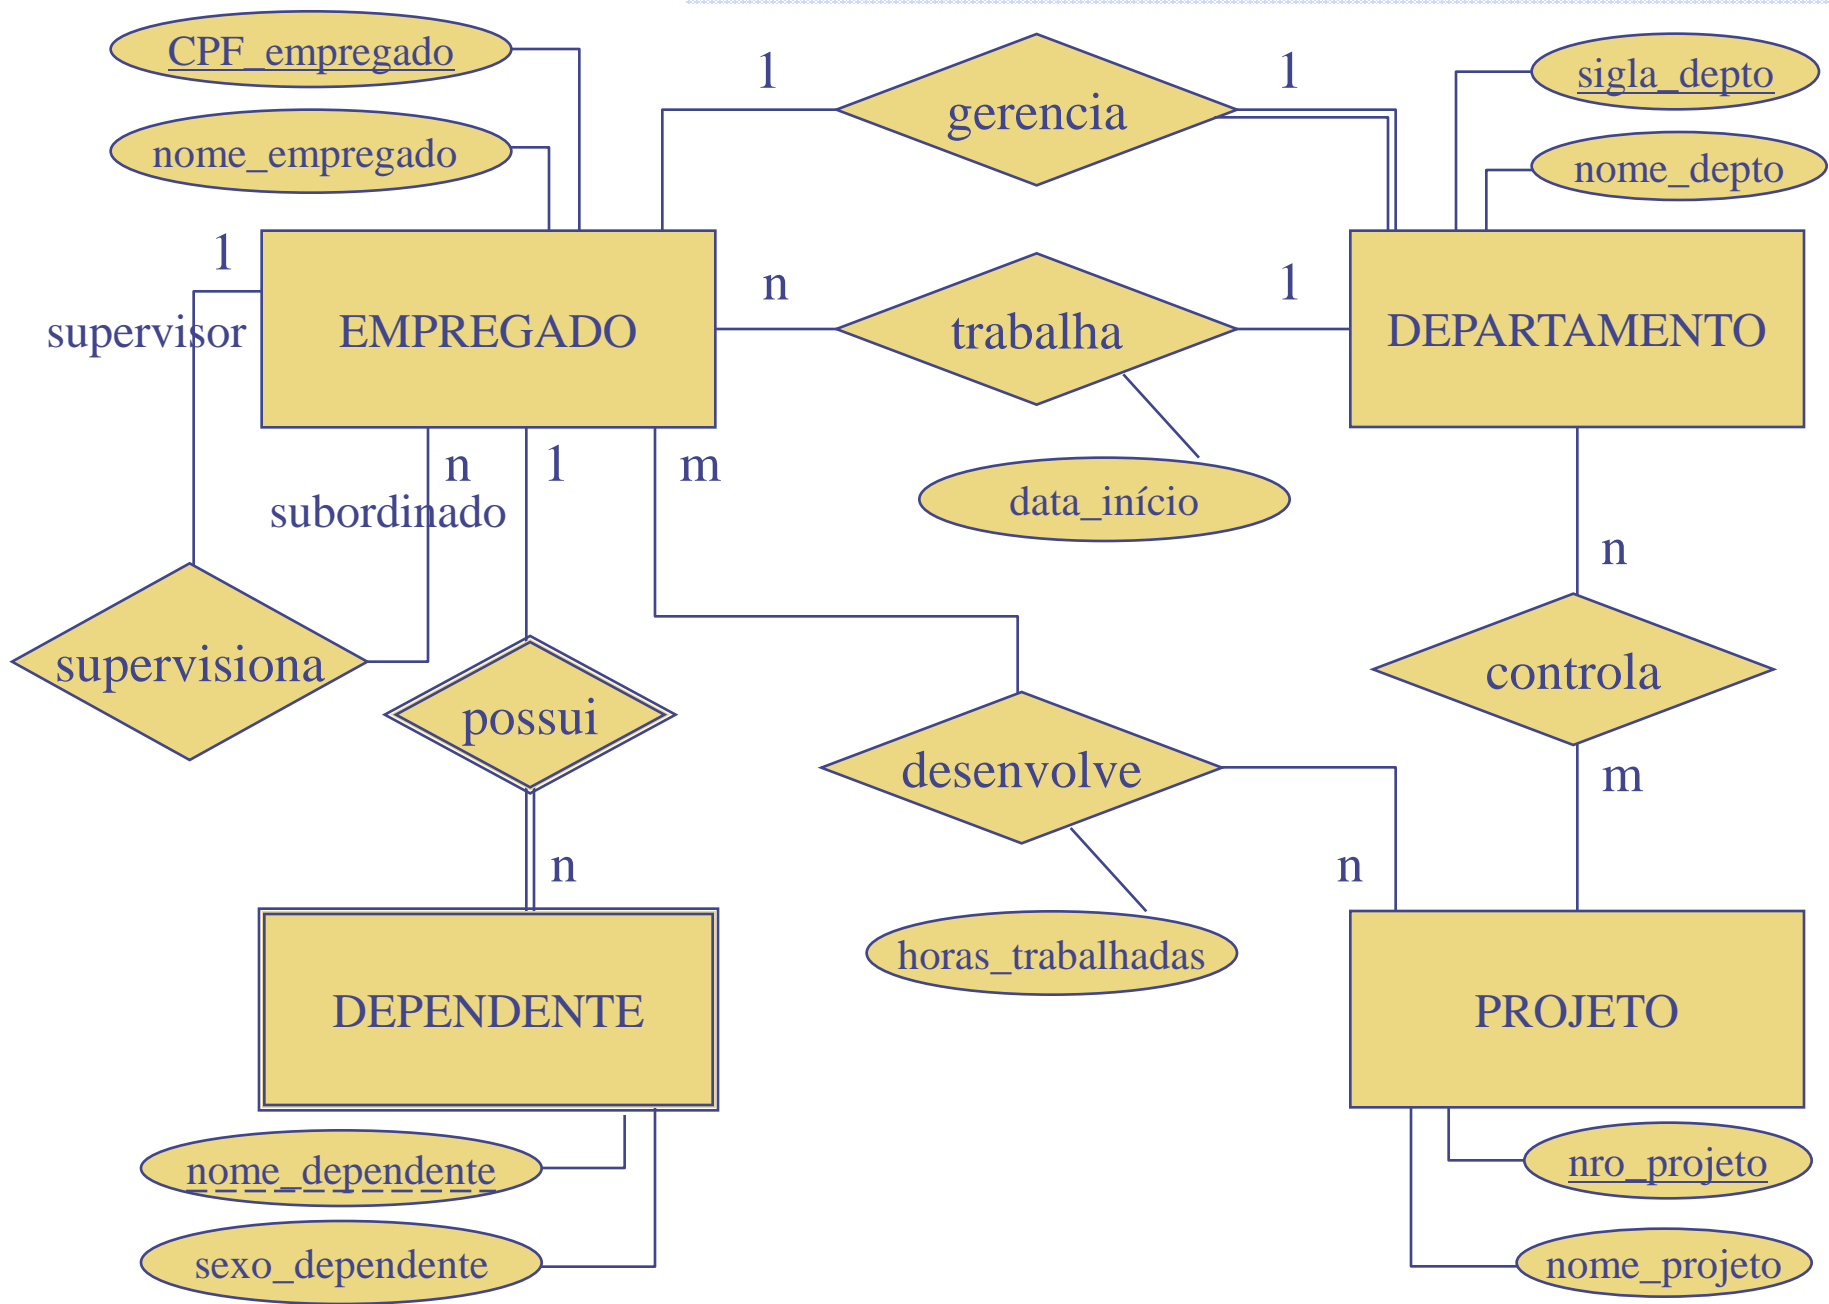 CPF_empregado
nome_empregado
1
gerencia
1
sigla_depto
nome_depto
1
supervisor
EMPREGADO
n
trabalha
1
DEPARTAMENTO
data_início
n
subordinado
1
m
supervisiona
possui
n
desenvolve
n
horas_trabalhadas
n
controla
m
DEPENDENTE
PROJETO
nome_dependente
sexo_dependente
nro_projeto
nome_projeto